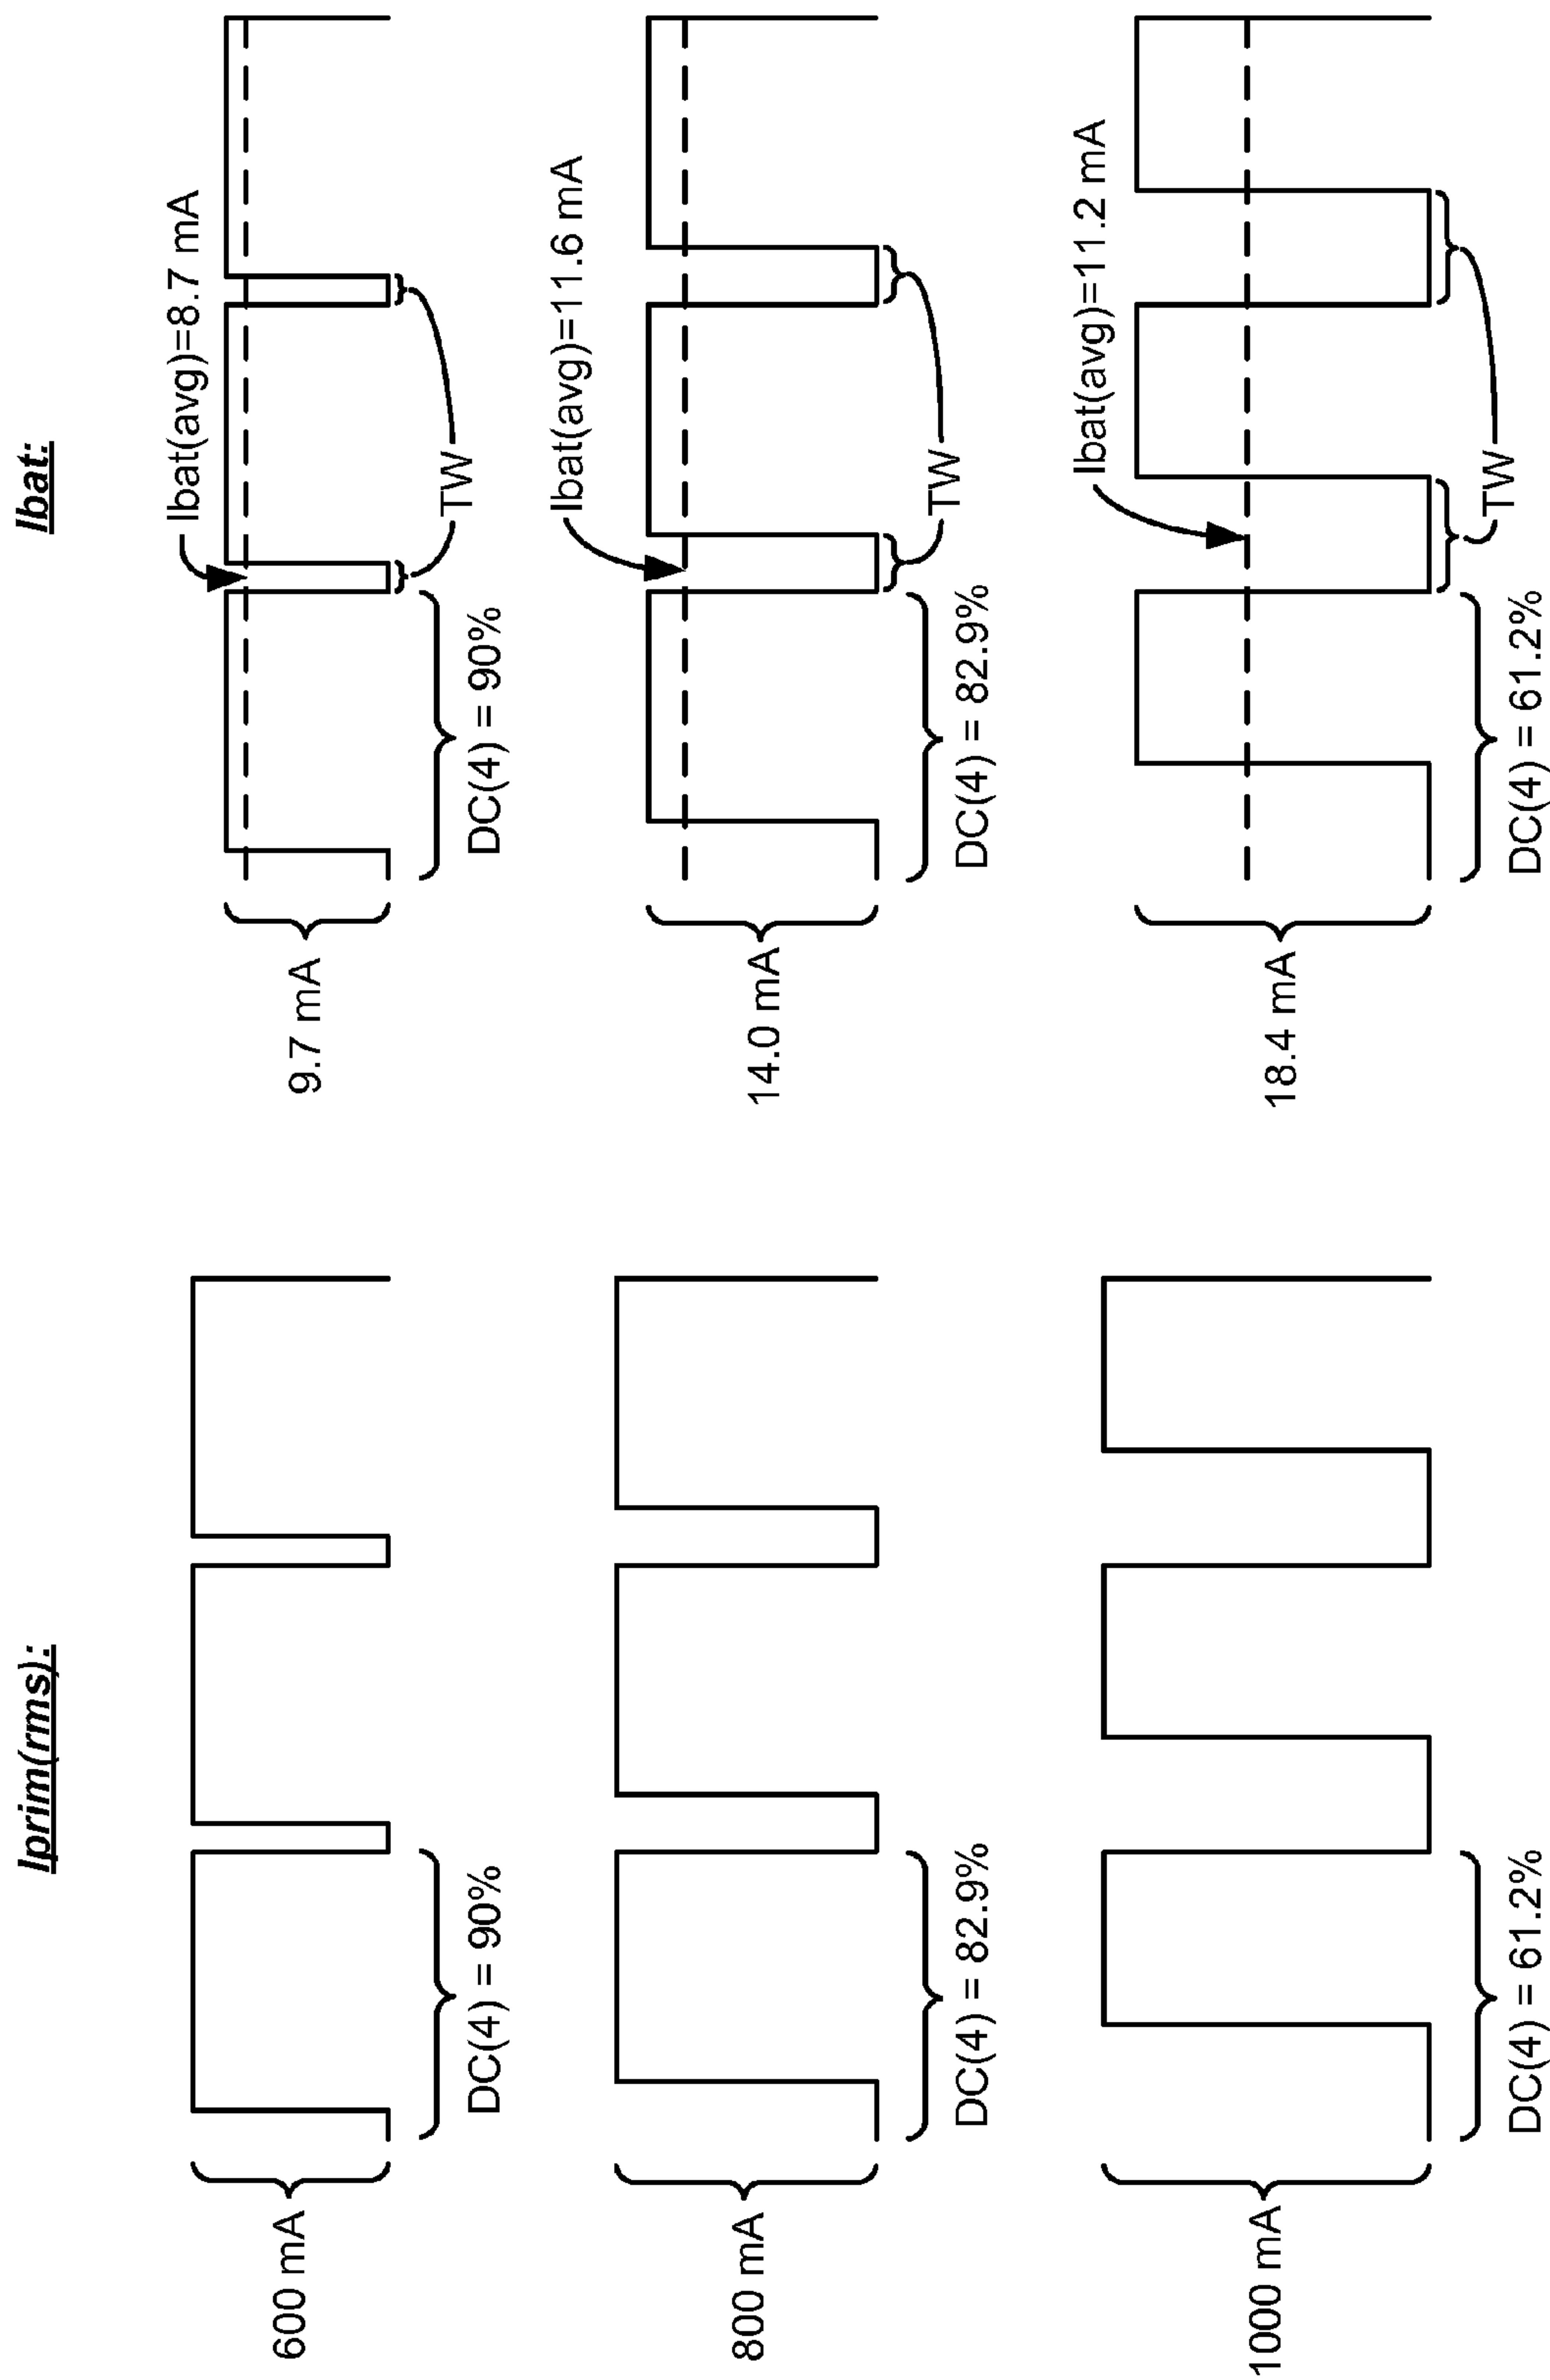 Iprim(rms):
Ibat:
600 mA
DC(4) = 90%
9.7 mA
Ibat(avg)=8.7 mA
DC(4) = 90%
TW
800 mA
DC(4) = 82.9%
14.0 mA
Ibat(avg)=11.6 mA
DC(4) = 82.9%
TW
1000 mA
DC(4) = 61.2%
18.4 mA
Ibat(avg)=11.2 mA
DC(4) = 61.2%
TW